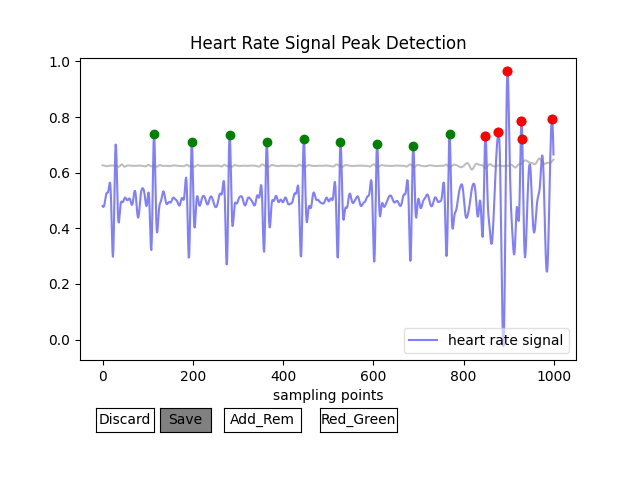 Heart Rate Signal Peak Detection
1.0
0.8
0.6
0.4
0.2
0.0
heart rate signal
0 200 400 600 800 1000
sampling points
Discard Save Add_Rem Red_Green